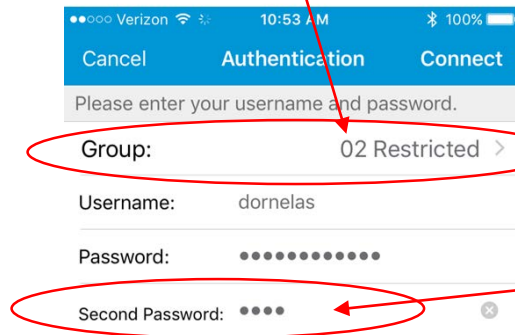 Verizon 10:53 AM 100%
Cancel Authentication Connect
Please enter your username and password.
Group: 02 Restricted >
Username: dornelas
Password: ●●●●●●●●●●●●
Second Password: ●●●●